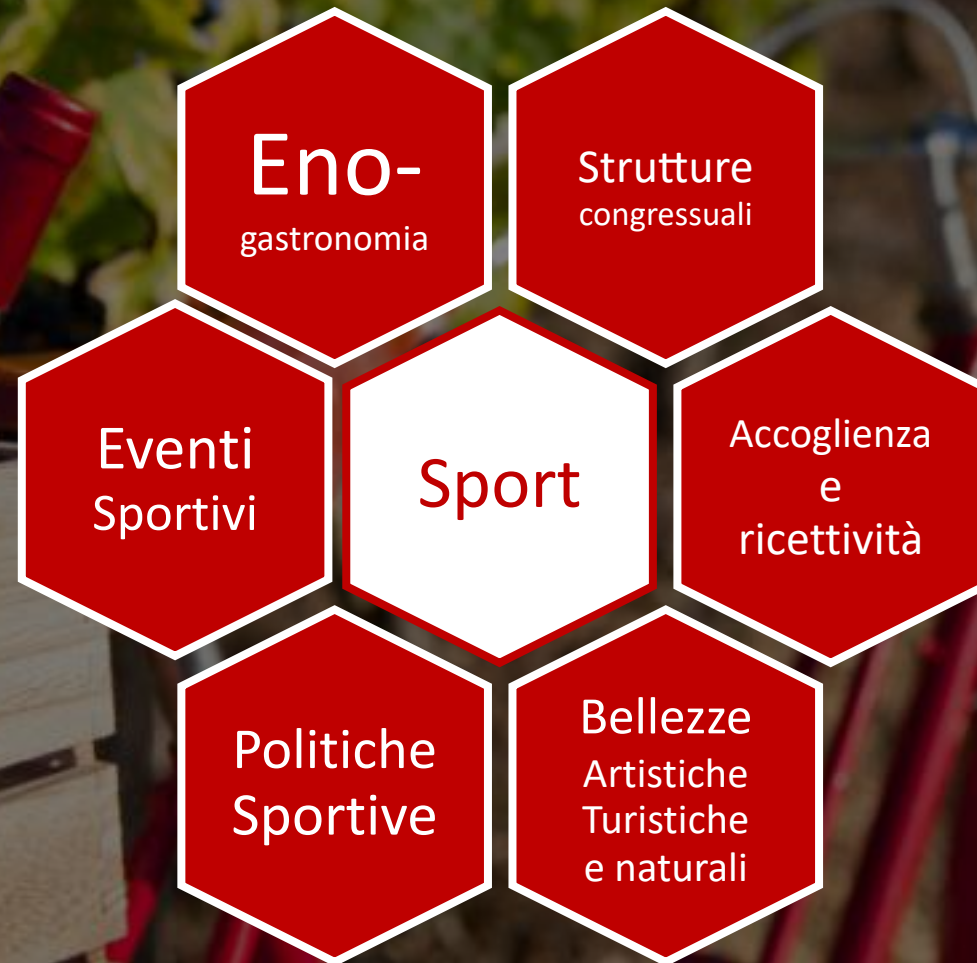 Eno-
gastronomia
Strutture
congressuali
Eventi
Sportivi
Sport
Accoglienza
e
ricettività
Politiche
Sportive
Bellezze
Artistiche
Turistiche
e naturali